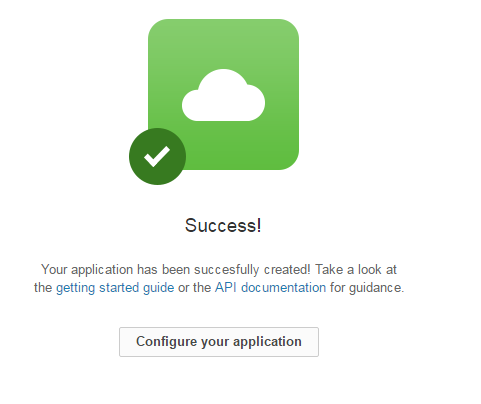 Success!
Your application has been succesfully created! Take a look at
the getting started guide or the API documentation for guidance.
Configure your application